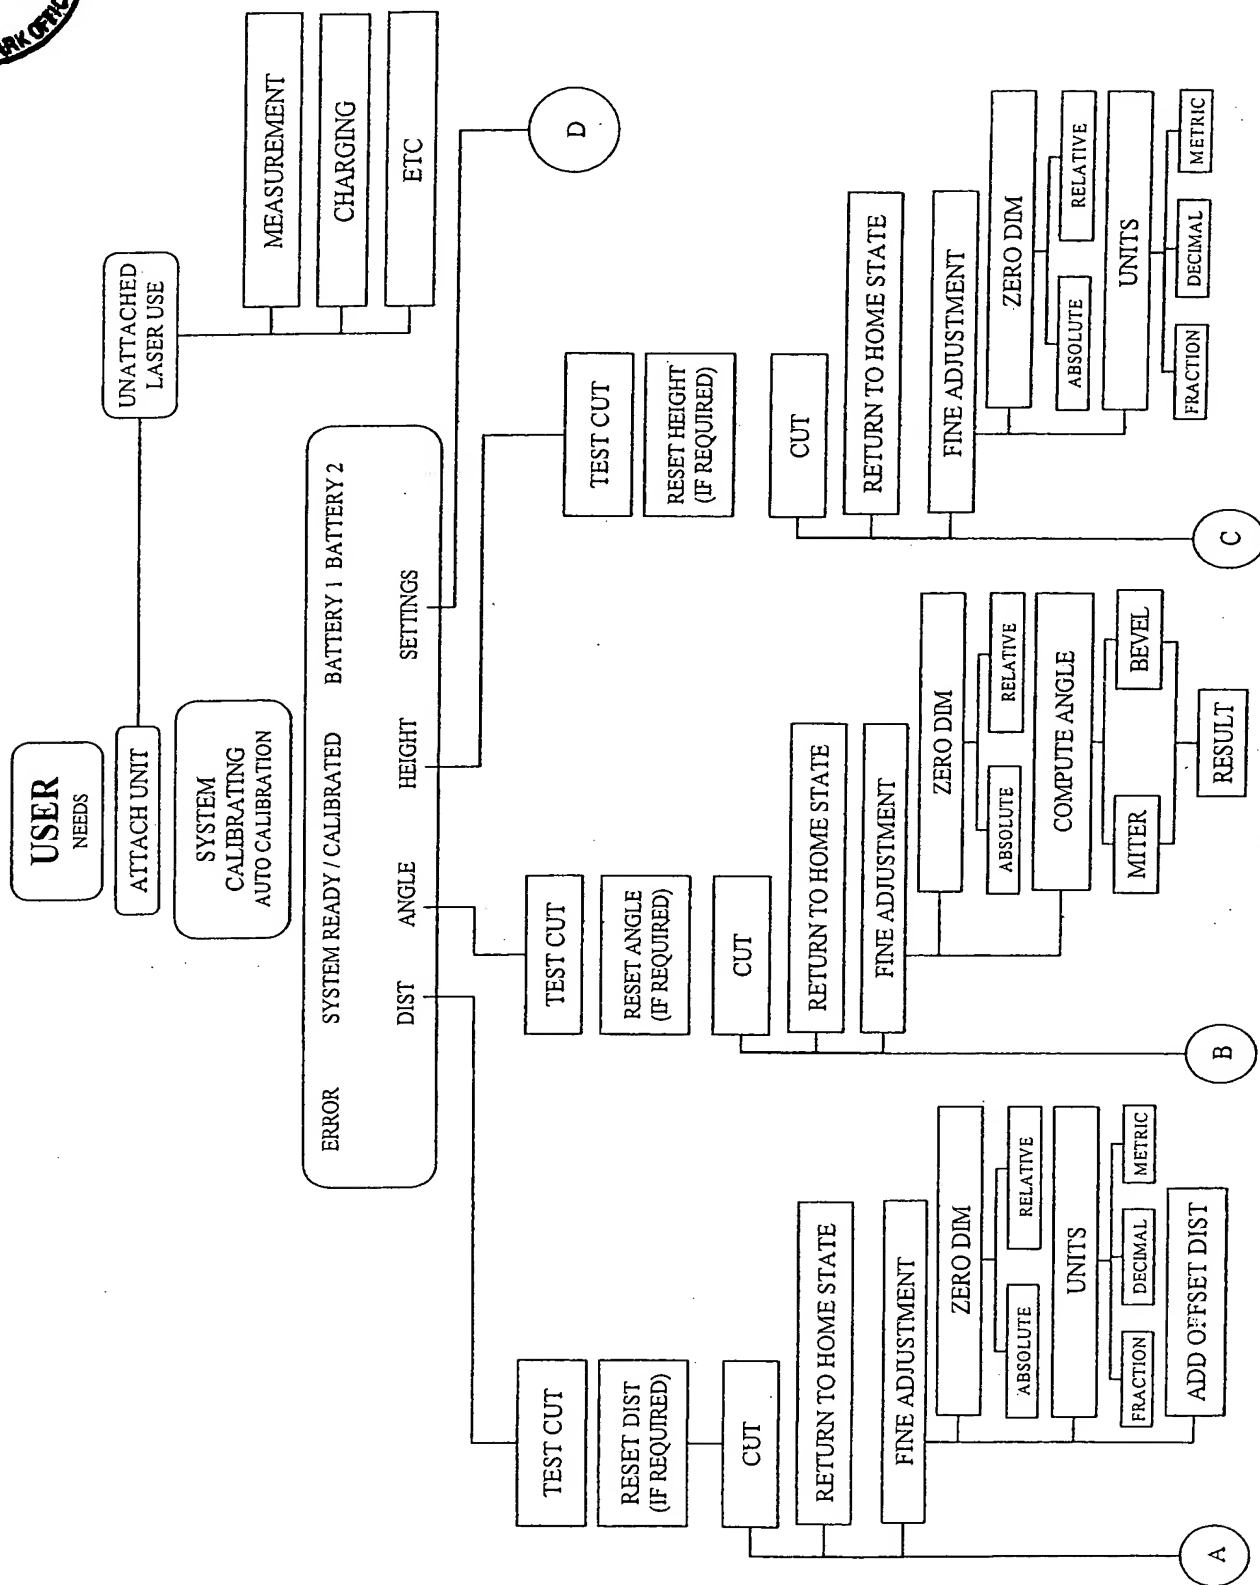 RK OFFIC
USER
NEEDS
ATTACH UNIT
UNATTACHED
LASER USE
MEASUREMENT
CHARGING
ETC
SYSTEM
CALIBRATING
AUTO CALIBRATION
ERROR SYSTEM READY / CALIBRATED BATTERY 1 BATTERY 2
DIST ANGLE HEIGHT SETTINGS
D
TEST CUT
RESET DIST
(IF REQUIRED)
CUT
RETURN TO HOME STATE
FINE ADJUSTMENT
ZERO DIM
ABSOLUTE
RELATIVE
UNITS
FRACTION
DECIMAL
METRIC
ADD OFFSET DIST
A
TEST CUT
RESET ANGLE
(IF REQUIRED)
CUT
RETURN TO HOME STATE
FINE ADJUSTMENT
ZERO DIM
ABSOLUTE
RELATIVE
COMPUTE ANGLE
MITER
BEVEL
RESULT
B
TEST CUT
RESET HEIGHT
(IF REQUIRED)
CUT
RETURN TO HOME STATE
FINE ADJUSTMENT
ZERO DIM
ABSOLUTE
RELATIVE
UNITS
FRACTION
DECIMAL
METRIC
C